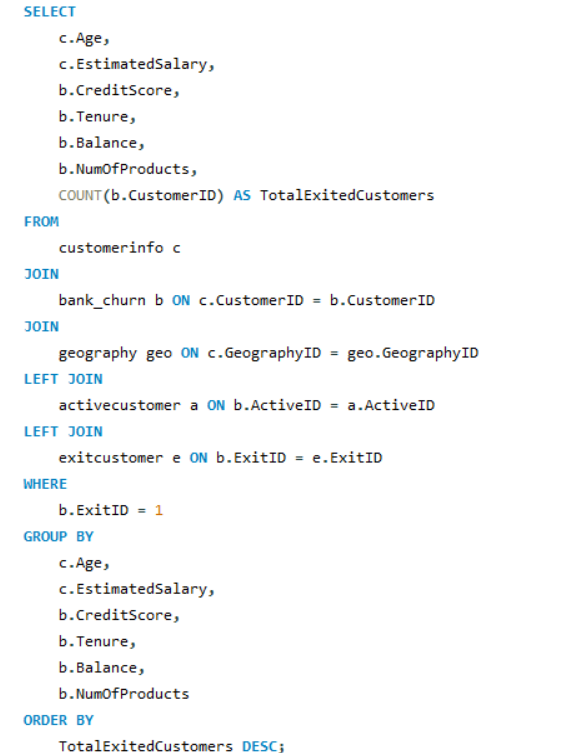 SELECT
c.Age,
c.EstimatedSalary,
b.CreditScore,
b.Tenure,
b.Balance,
b.NumOfProducts,
COUNT(b.CustomerID) AS TotalExitedCustomers
FROM
customerinfo c
JOIN
bank_churn b ON c.CustomerID = b.CustomerID
JOIN
geography geo ON c.GeographyID = geo.GeographyID
LEFT JOIN
activecustomer a ON b.ActiveID = a.ActiveID
LEFT JOIN
exitcustomer e ON b.ExitID = e.ExitID
WHERE
b.ExitID = 1
GROUP BY
c.Age,
c.EstimatedSalary,
b.CreditScore,
b.Tenure,
b.Balance,
b.NumOfProducts
ORDER BY
TotalExitedCustomers DESC;